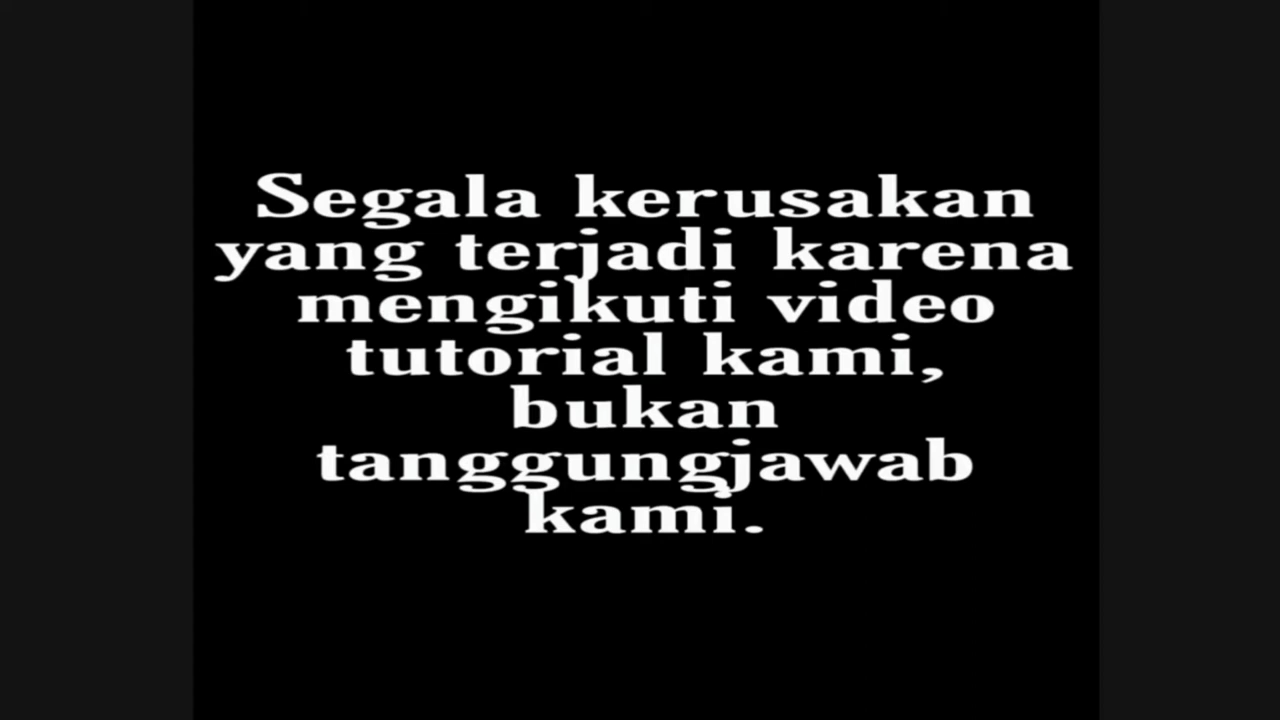 Segala kerusakan
yang terjadi karena
mengikuti video
tutorial kami,
bukan
tanggungjawab
kami.